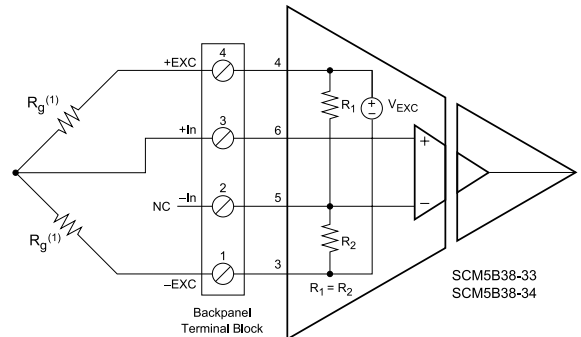 +EXC
4
4
Rg(1)
R1
+
−
VEXC
+In
3
6
+
NC
−In
2
5
−
Rg(1)
R2
1
3
−EXC
R1 = R2
Backpanel
Terminal Block
SCM5B38-33
SCM5B38-34